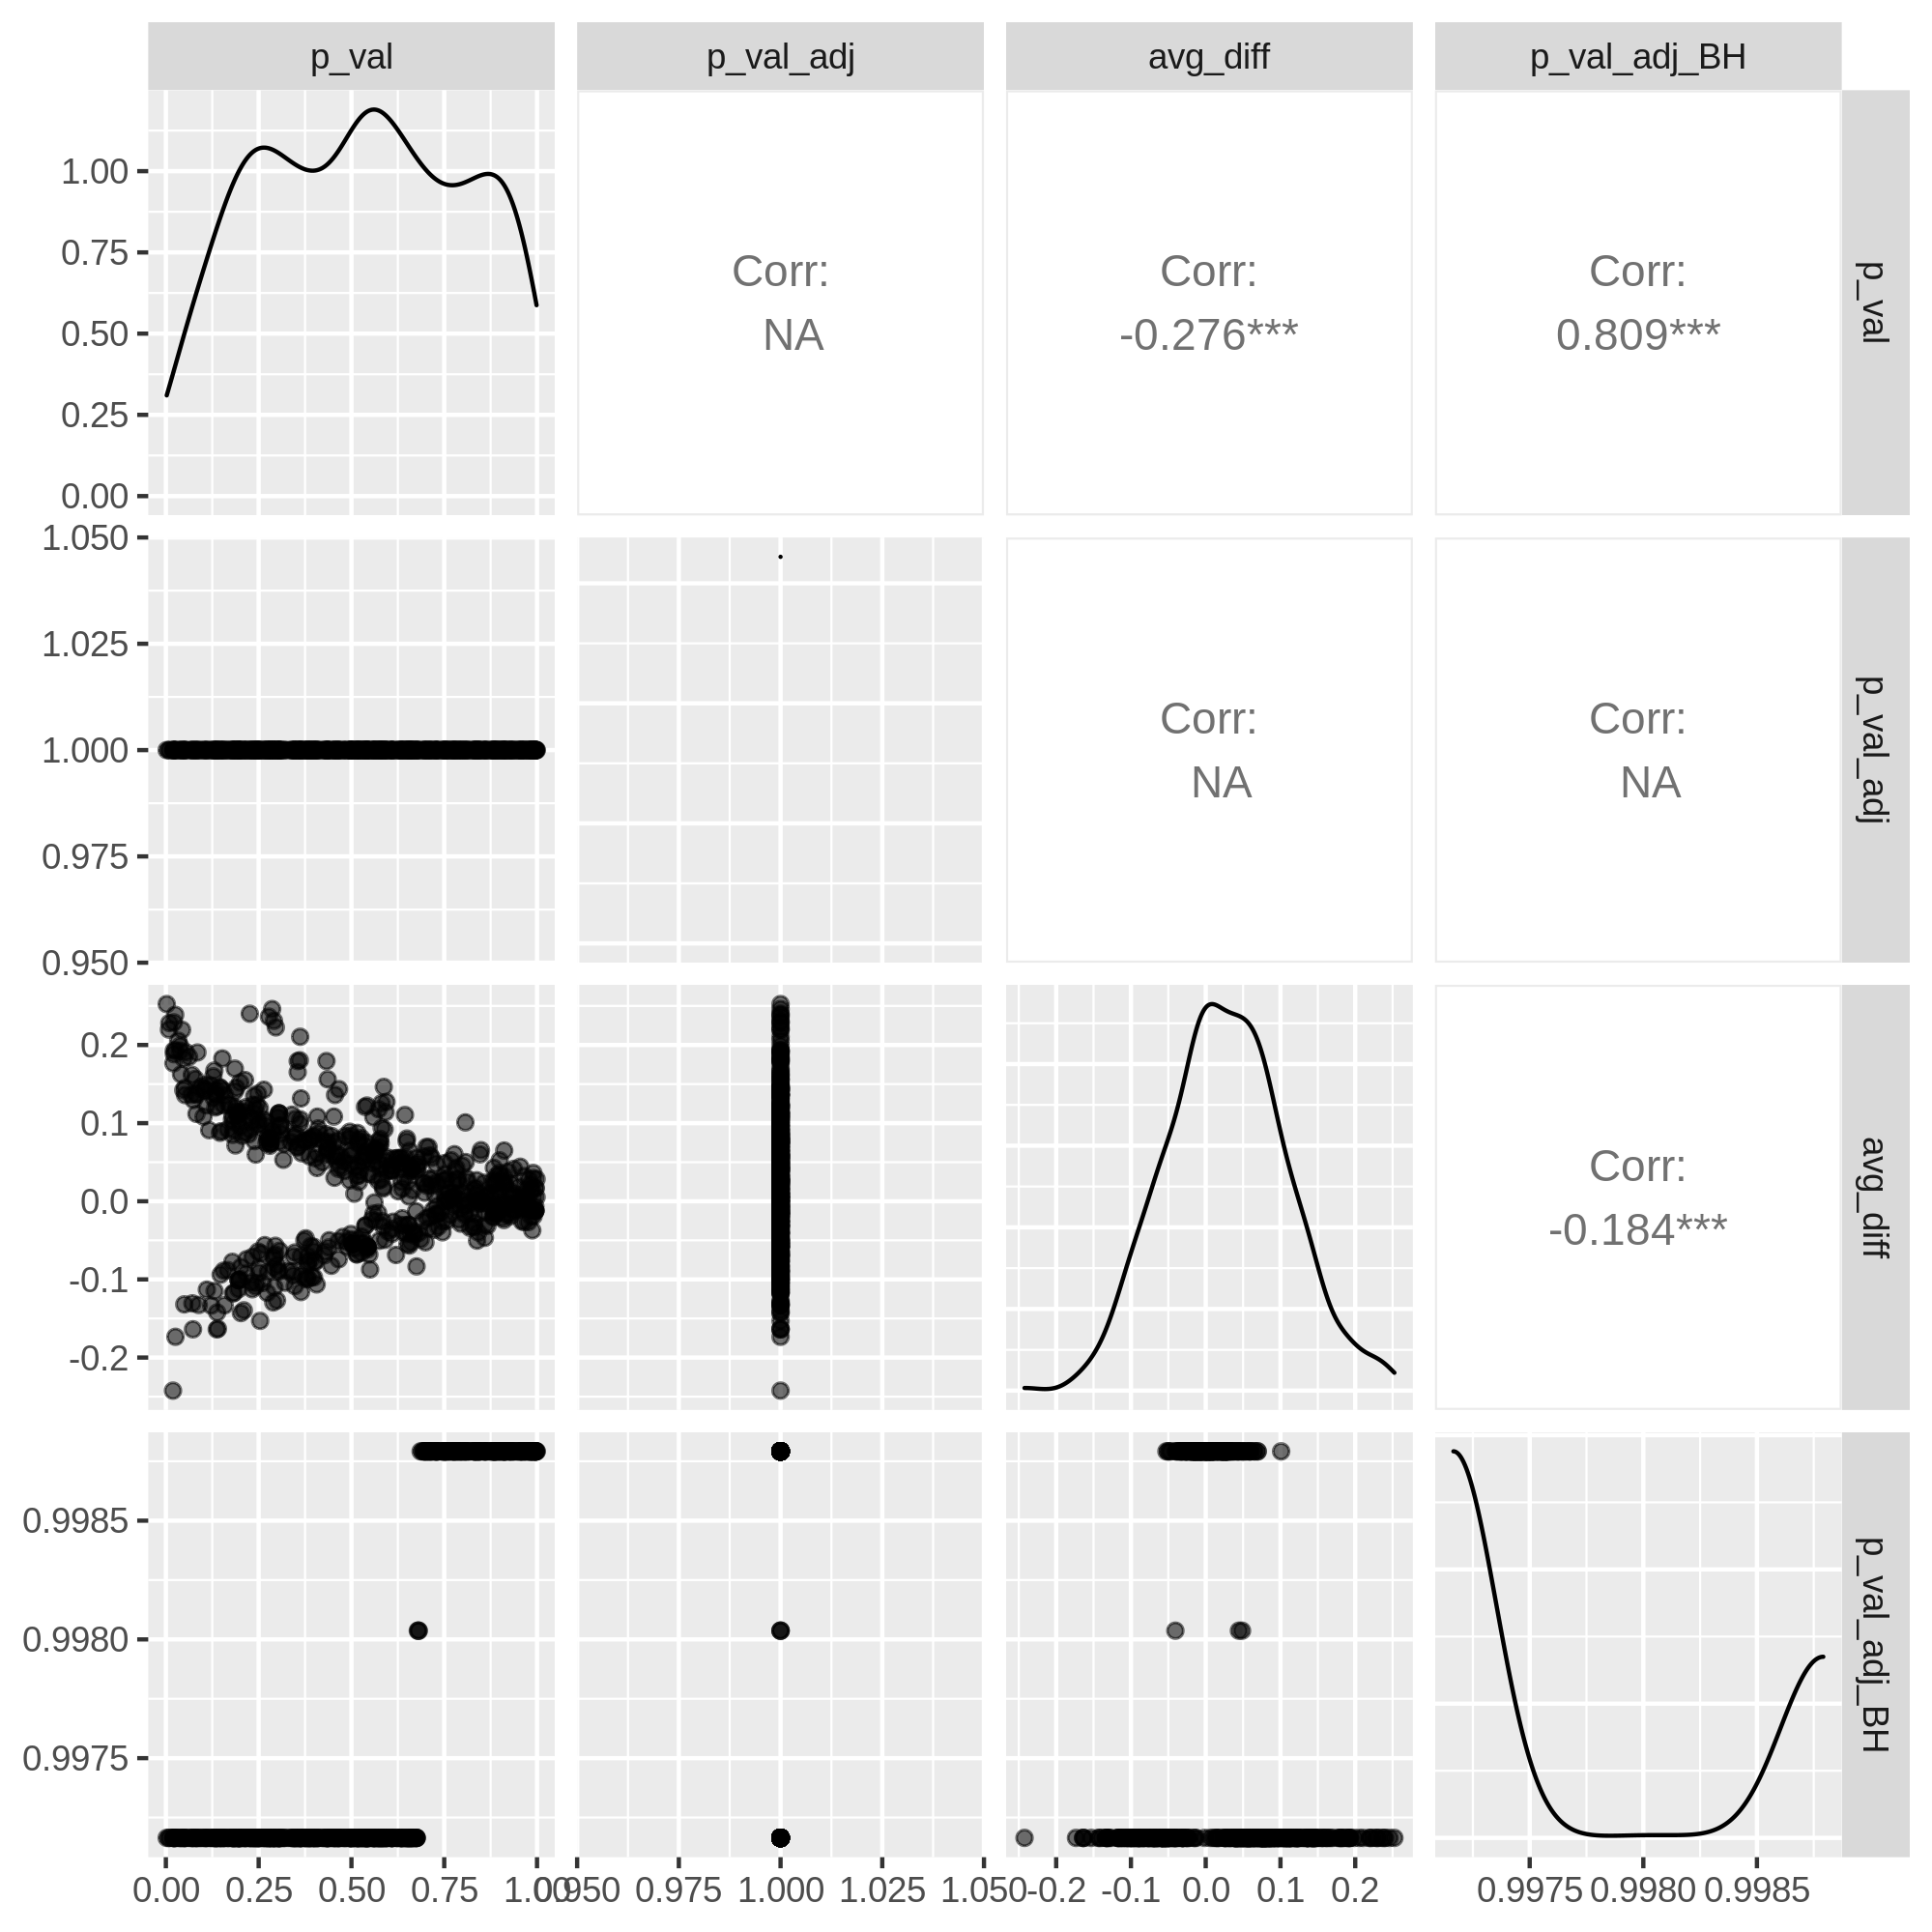 p_val
p_val_adj
avg_diff
p_val_adj_BH
1.00
0.75
0.50
0.25
0.00
Corr:
NA
Corr:
-0.276***
Corr:
0.809***
p_val
1.050
1.025
1.000
0.975
0.950
Corr:
NA
Corr:
NA
p_val_adj
0.2
0.1
0.0
-0.1
-0.2
Corr:
-0.184***
avg_diff
0.9985
0.9980
0.9975
p_val_adj_BH
0.00 0.25 0.50 0.75 1.00
0.950 0.975 1.000 1.025 1.050
-0.2 -0.1 0.0 0.1 0.2
0.9975 0.9980 0.9985